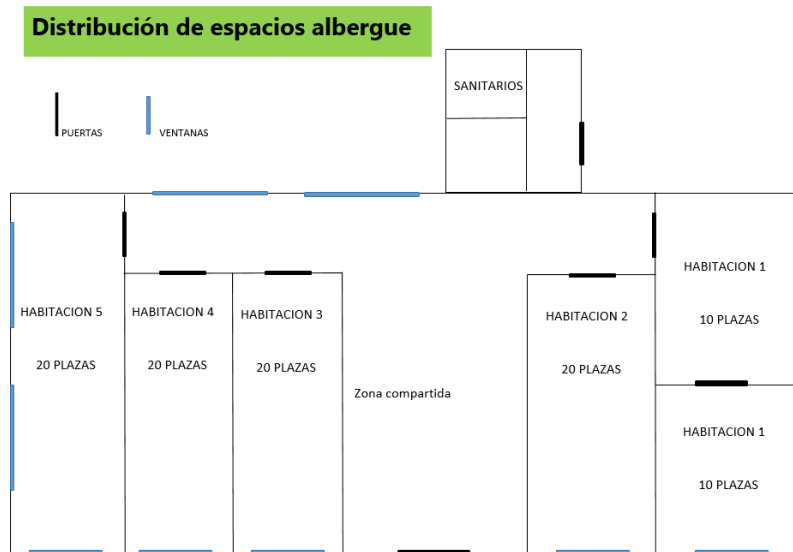 Distribución de espacios albergue
SANITARIOS
PUERTAS
VENTANAS
HABITACION 1
10 PLAZAS
HABITACION 5
20 PLAZAS
HABITACION 4
20 PLAZAS
HABITACION 3
20 PLAZAS
HABITACION 2
20 PLAZAS
Zona compartida
HABITACION 1
10 PLAZAS